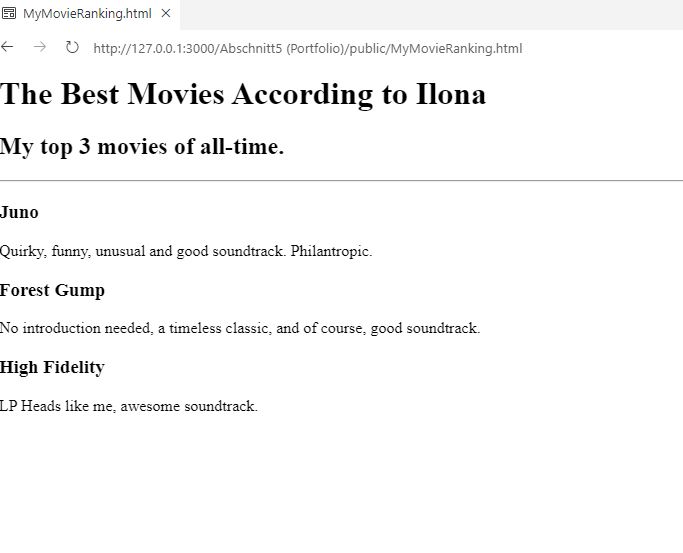 MyMovieRanking.html
http://127.0.0.1:3000/Abschnitt5 (Portfolio)/public/MyMovieRanking.html
The Best Movies According to Ilona
My top 3 movies of all-time.
Juno
Quirky, funny, unusual and good soundtrack. Philantropic.
Forest Gump
No introduction needed, a timeless classic, and of course, good soundtrack.
High Fidelity
LP Heads like me, awesome soundtrack.